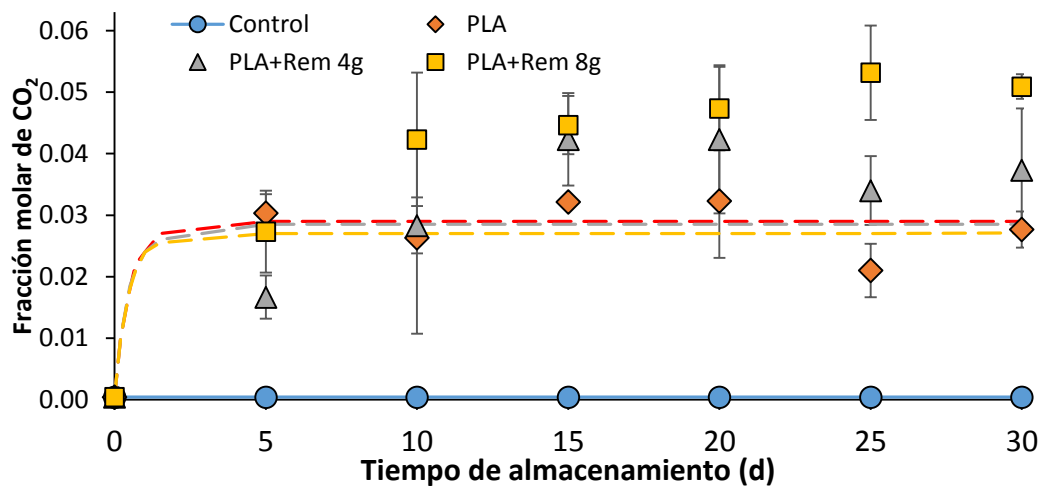 Control
PLA
PLA+Rem 4g
PLA+Rem 8g
Fracción molar de CO2
0.06
0.05
0.04
0.03
0.02
0.01
0.00
0 5 10 15 20 25 30
Tiempo de almacenamiento (d)